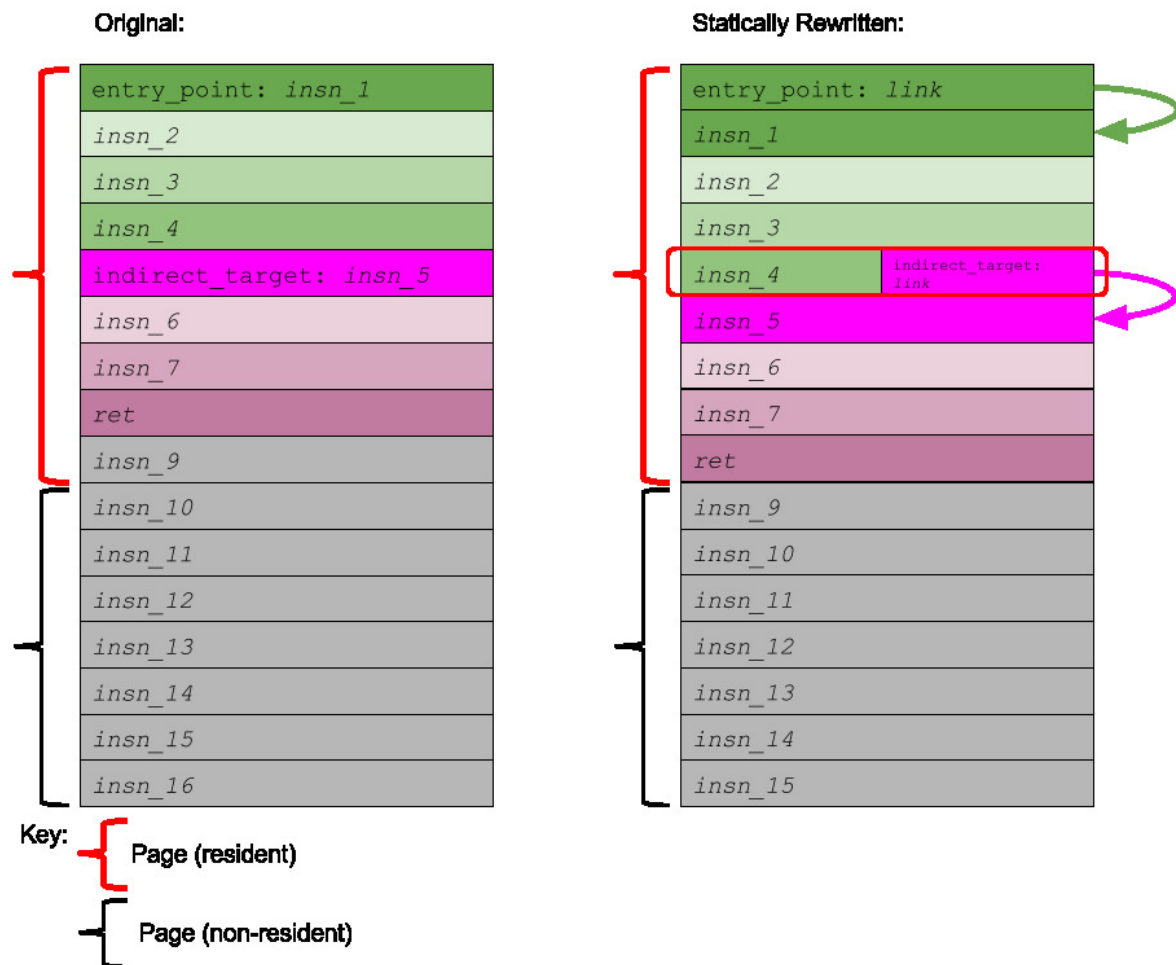 Original:
entry_point: insn_1
insn_2
insn_3
insn_4
indirect_target: insn_5
insn_6
insn_7
ret
insn_9
insn_10
insn_11
insn_12
insn_13
insn_14
insn_15
insn_16
Statically Rewritten:
entry_point: link
insn_1
insn_2
insn_3
insn_4
indirect_target:
link
insn_5
insn_6
insn_7
ret
insn_9
insn_10
insn_11
insn_12
insn_13
insn_14
insn_15
Key:
Page (resident)
Page (non-resident)